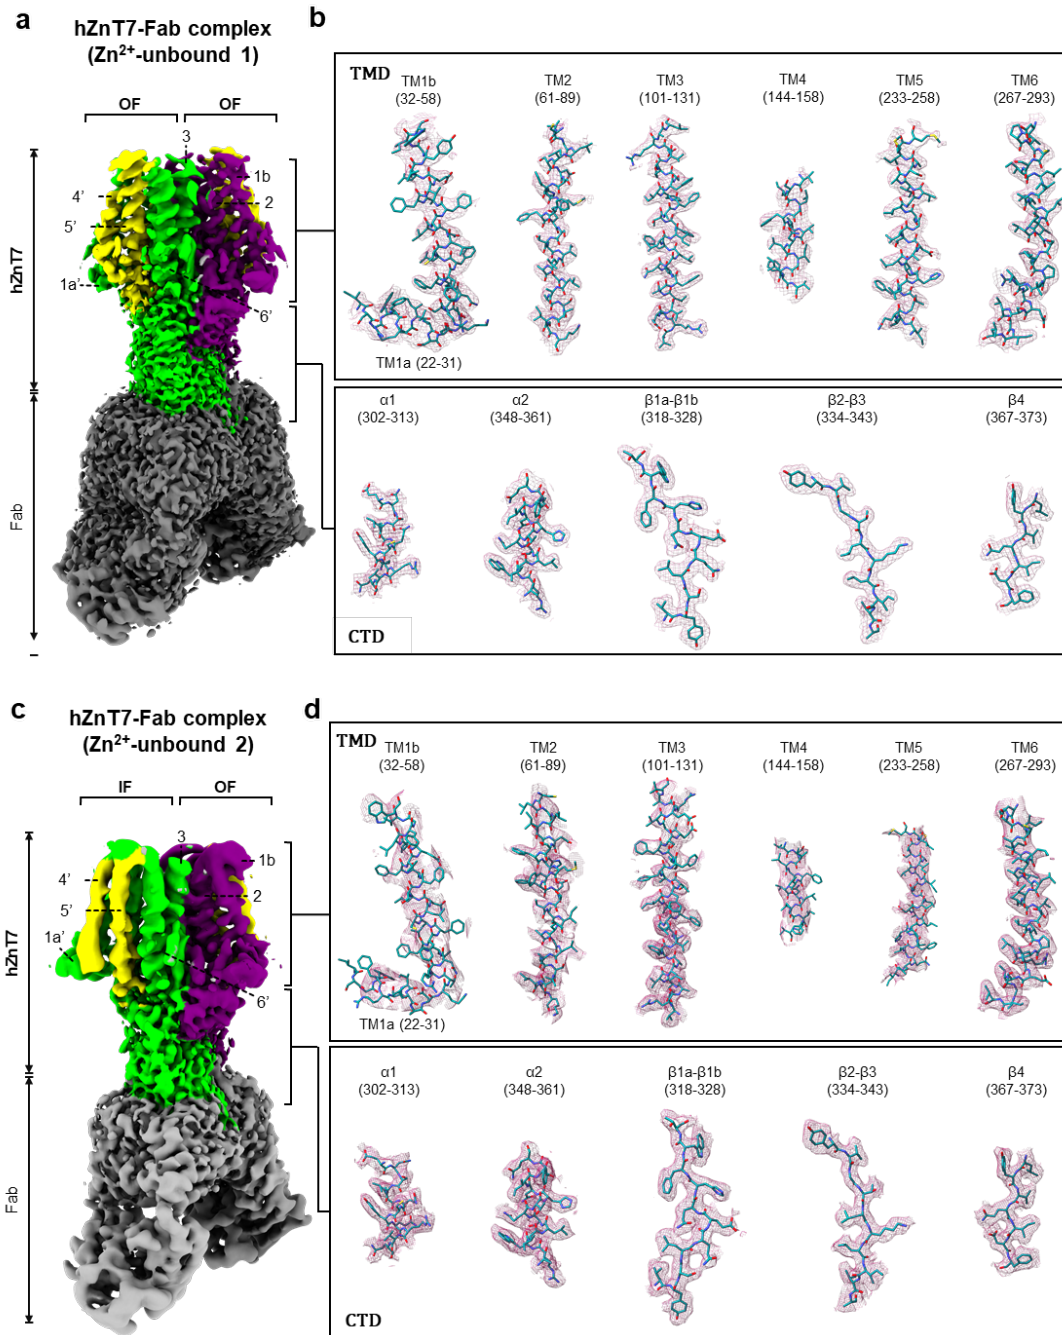 a
hZnT7-Fab complex
(Zn2+-unbound 1)
OF OF
3
1b
4’
2
5’
1a’
6’
hZnT7
Fab
b
TMD
TM1b TM2 TM3 TM4 TM5 TM6
(32-58) (61-89) (101-131) (144-158) (233-258) (267-293)
TM1a (22-31)
α1 α2 β1a-β1b β2-β3 β4
(302-313) (348-361) (318-328) (334-343) (367-373)
CTD
c
hZnT7-Fab complex
(Zn2+-unbound 2)
IF OF
3
1b
4’
2
5’
1a’
6’
hZnT7
Fab
d
TMD
TM1b TM2 TM3 TM4 TM5 TM6
(32-58) (61-89) (101-131) (144-158) (233-258) (267-293)
TM1a (22-31)
α1 α2 β1a-β1b β2-β3 β4
(302-313) (348-361) (318-328) (334-343) (367-373)
CTD